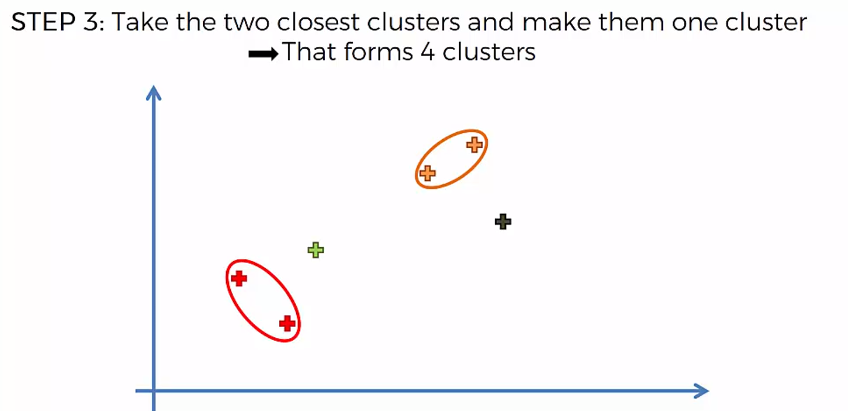 STEP 3: Take the two closest clusters and make them one cluster
➡That forms 4 clusters